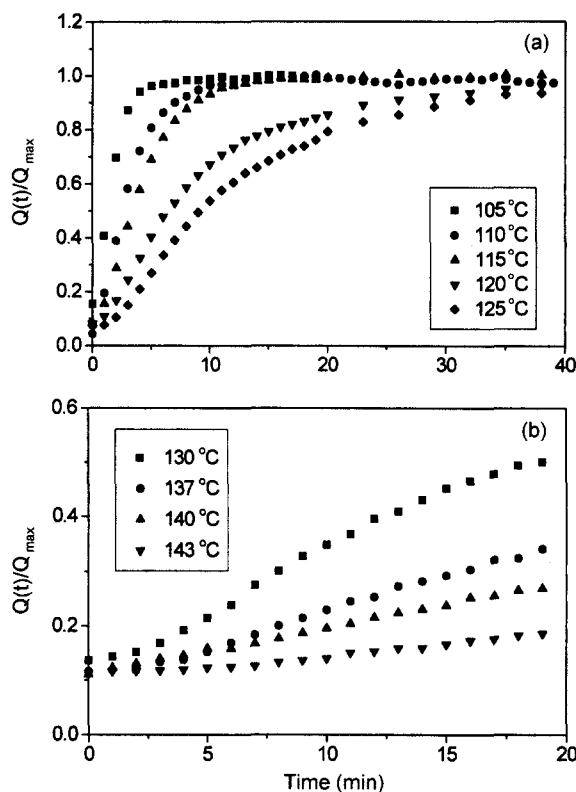 1.2
(a)
1.0
0.8
0.6
0.4
0.2
0.0
Q(t)/Q_max
105 °C
110 °C
115 °C
120 °C
125 °C
0 10 20 30 40
0.6
(b)
0.4
0.2
0.0
Q(t)/Q_max
130 °C
137 °C
140 °C
143 °C
0 5 10 15 20
Time (min)